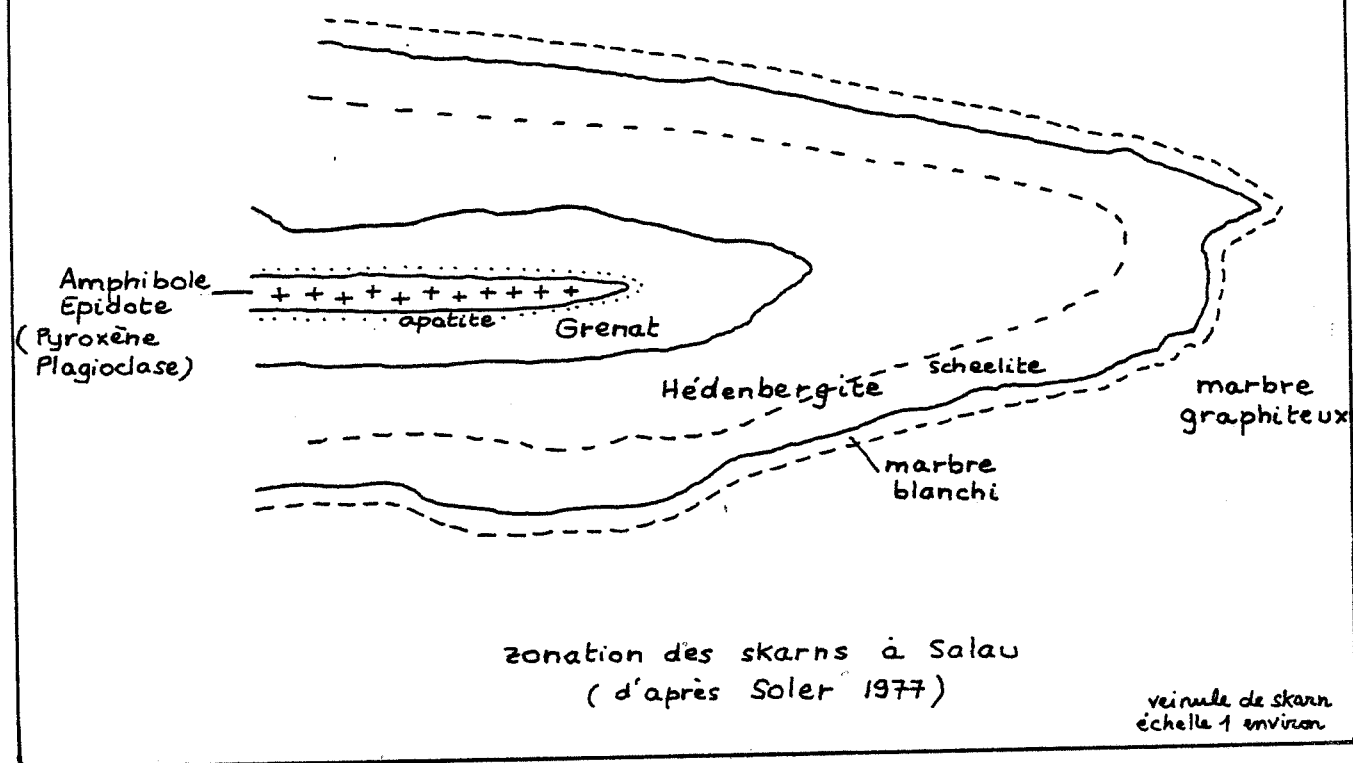 Amphibole
Epidote
(Pyroxène
Plagioclase)
apatite
Grenat
Hédenbergite
scheelite
marbre
graphiteux
marbre
blanchi
zonation des skarns à Salau
(d'après Soler 1977)
veinule de skarn
échelle 1 environ